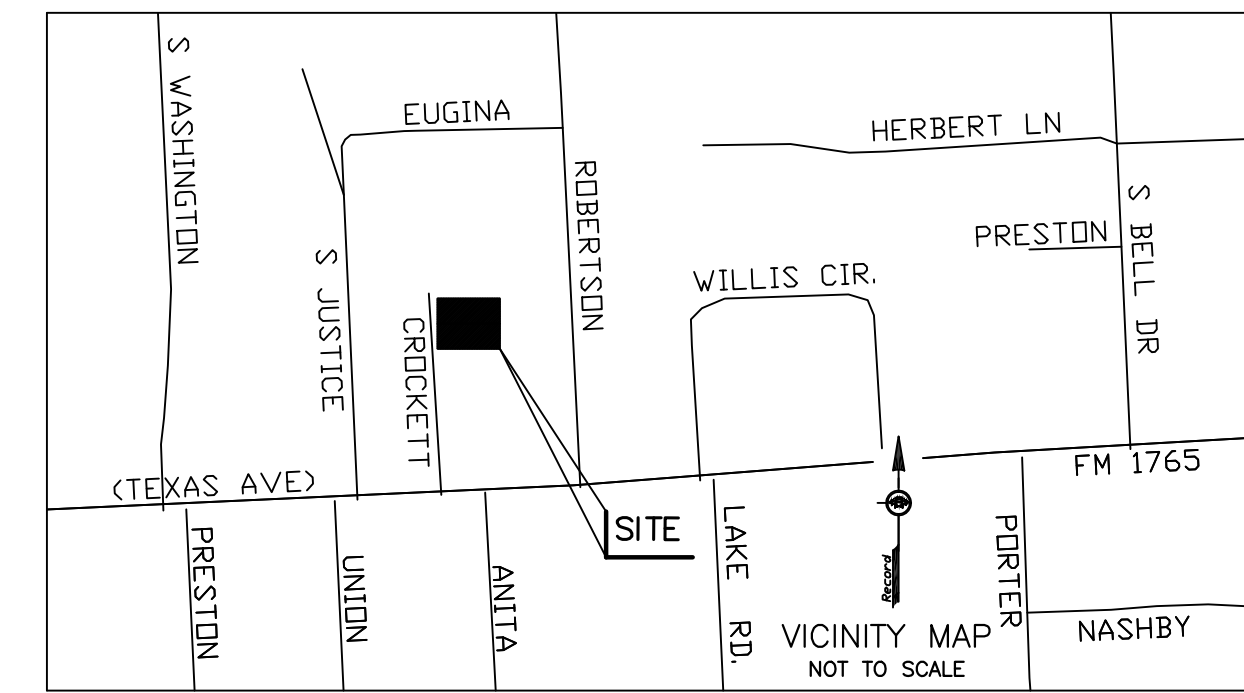 S WASHINGTON
EUGINA
HERBERT LN
ROBERTSON
S BELL DR
PRESTON
S JUSTICE
WILLIS CIR.
CROCKETT
(TEXAS AVE)
FM 1765
SITE
PRESTON
UNION
ANITA
LAKE RD.
PORTER
Record
NASHBY
VICINITY MAP
NOT TO SCALE